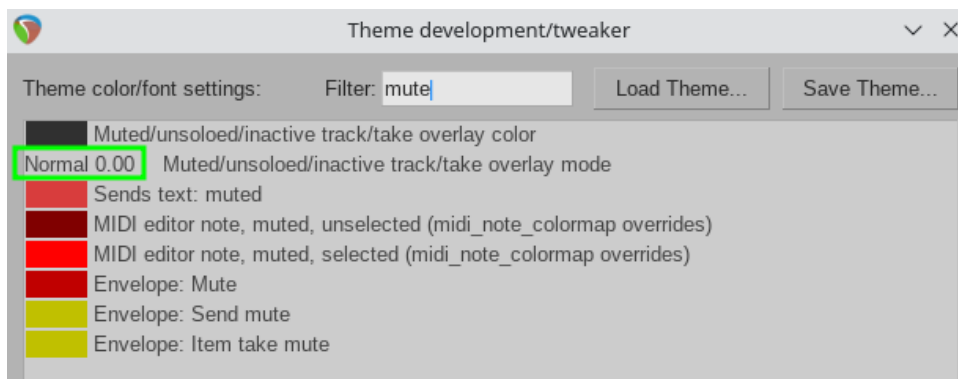 Theme development/tweaker
Theme color/font settings: Filter: mute Load Theme... Save Theme...
Muted/unsoloed/inactive track/take overlay color
Normal 0.00 Muted/unsoloed/inactive track/take overlay mode
Sends text: muted
MIDI editor note, muted, unselected (midi_note_colormap overrides)
MIDI editor note, muted, selected (midi_note_colormap overrides)
Envelope: Mute
Envelope: Send mute
Envelope: Item take mute